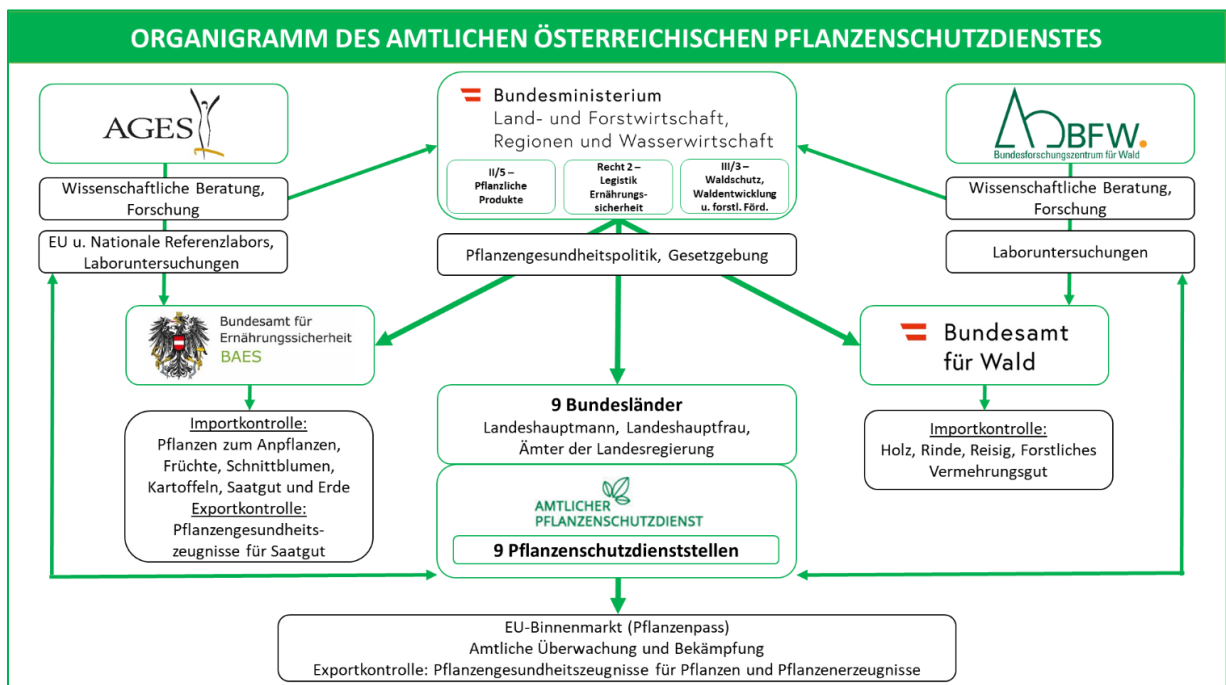 ORGANIGRAMM DES AMTLICHEN ÖSTERREICHISCHEN PFLANZENSCHUTZDIENSTES
AGES
Wissenschaftliche Beratung,
Forschung
EU u. Nationale Referenzlabors,
Laboruntersuchungen
Bundesministerium
Land- und Forstwirtschaft,
Regionen und Wasserwirtschaft
II/5 –
Pflanzliche
Produkte
Recht 2 –
Legistik
Ernährungs-
sicherheit
III/3 –
Waldschutz,
Waldentwicklung
u. forstl. Förd.
Pflanzengesundheitspolitik, Gesetzgebung
BFW.
Bundesforschungszentrum für Wald
Wissenschaftliche Beratung,
Forschung
Laboruntersuchungen
Bundesamt für
Ernährungssicherheit
BAES
Importkontrolle:
Pflanzen zum Anpflanzen,
Früchte, Schnittblumen,
Kartoffeln, Saatgut und Erde
Exportkontrolle:
Pflanzengesundheits-
zeugnisse für Saatgut
9 Bundesländer
Landeshauptmann, Landeshauptfrau,
Ämter der Landesregierung
AMTLICHER
PFLANZENSCHUTZDIENST
9 Pflanzenschutzdienststellen
Bundesamt
für Wald
Importkontrolle:
Holz, Rinde, Reisig, Forstliches
Vermehrungsgut
EU-Binnenmarkt (Pflanzenpass)
Amtliche Überwachung und Bekämpfung
Exportkontrolle: Pflanzengesundheitszeugnisse für Pflanzen und Pflanzenerzeugnisse